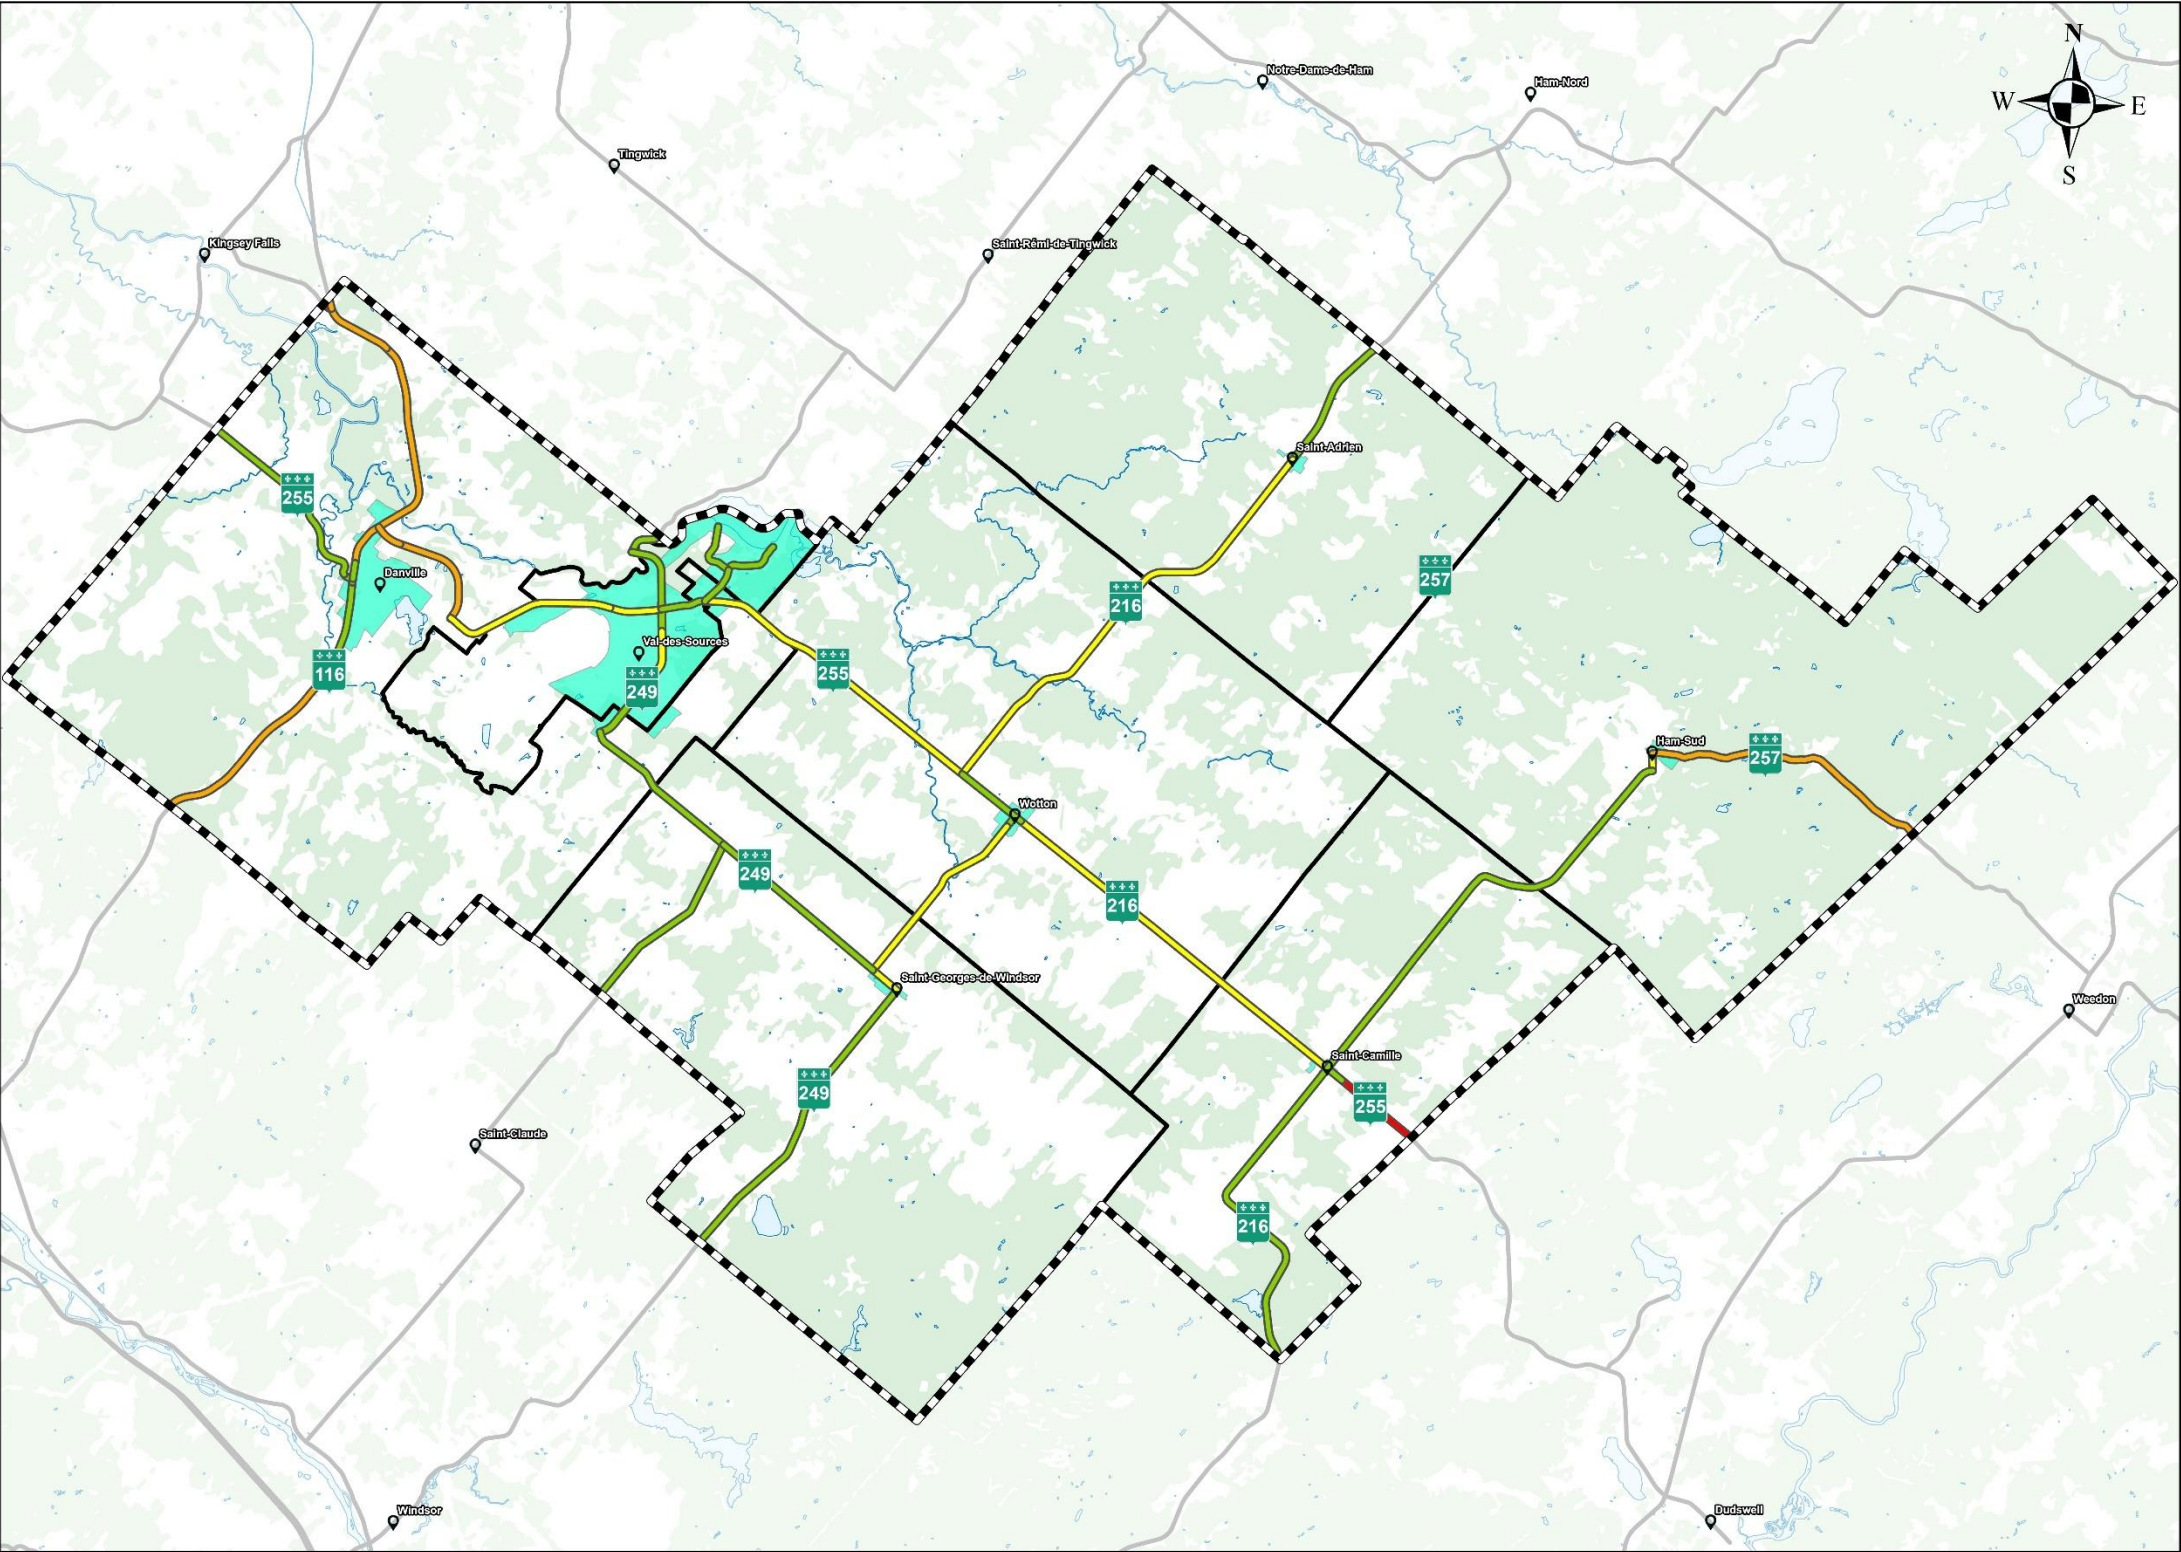 N
Notre-Dame-de-Ham
Ham-Nord
W
E
Tingwick
S
Kingsey Falls
Saint-Rémi-de-Tingwick
Saint-Adrien
255
Danville
257
216
Val-des-Sources
116
255
249
Ham-Sud
257
Wotton
249
216
Saint-Georges-de-Windsor
Weedon
Saint-Camille
249
255
Saint-Claude
216
Windsor
Dudswell